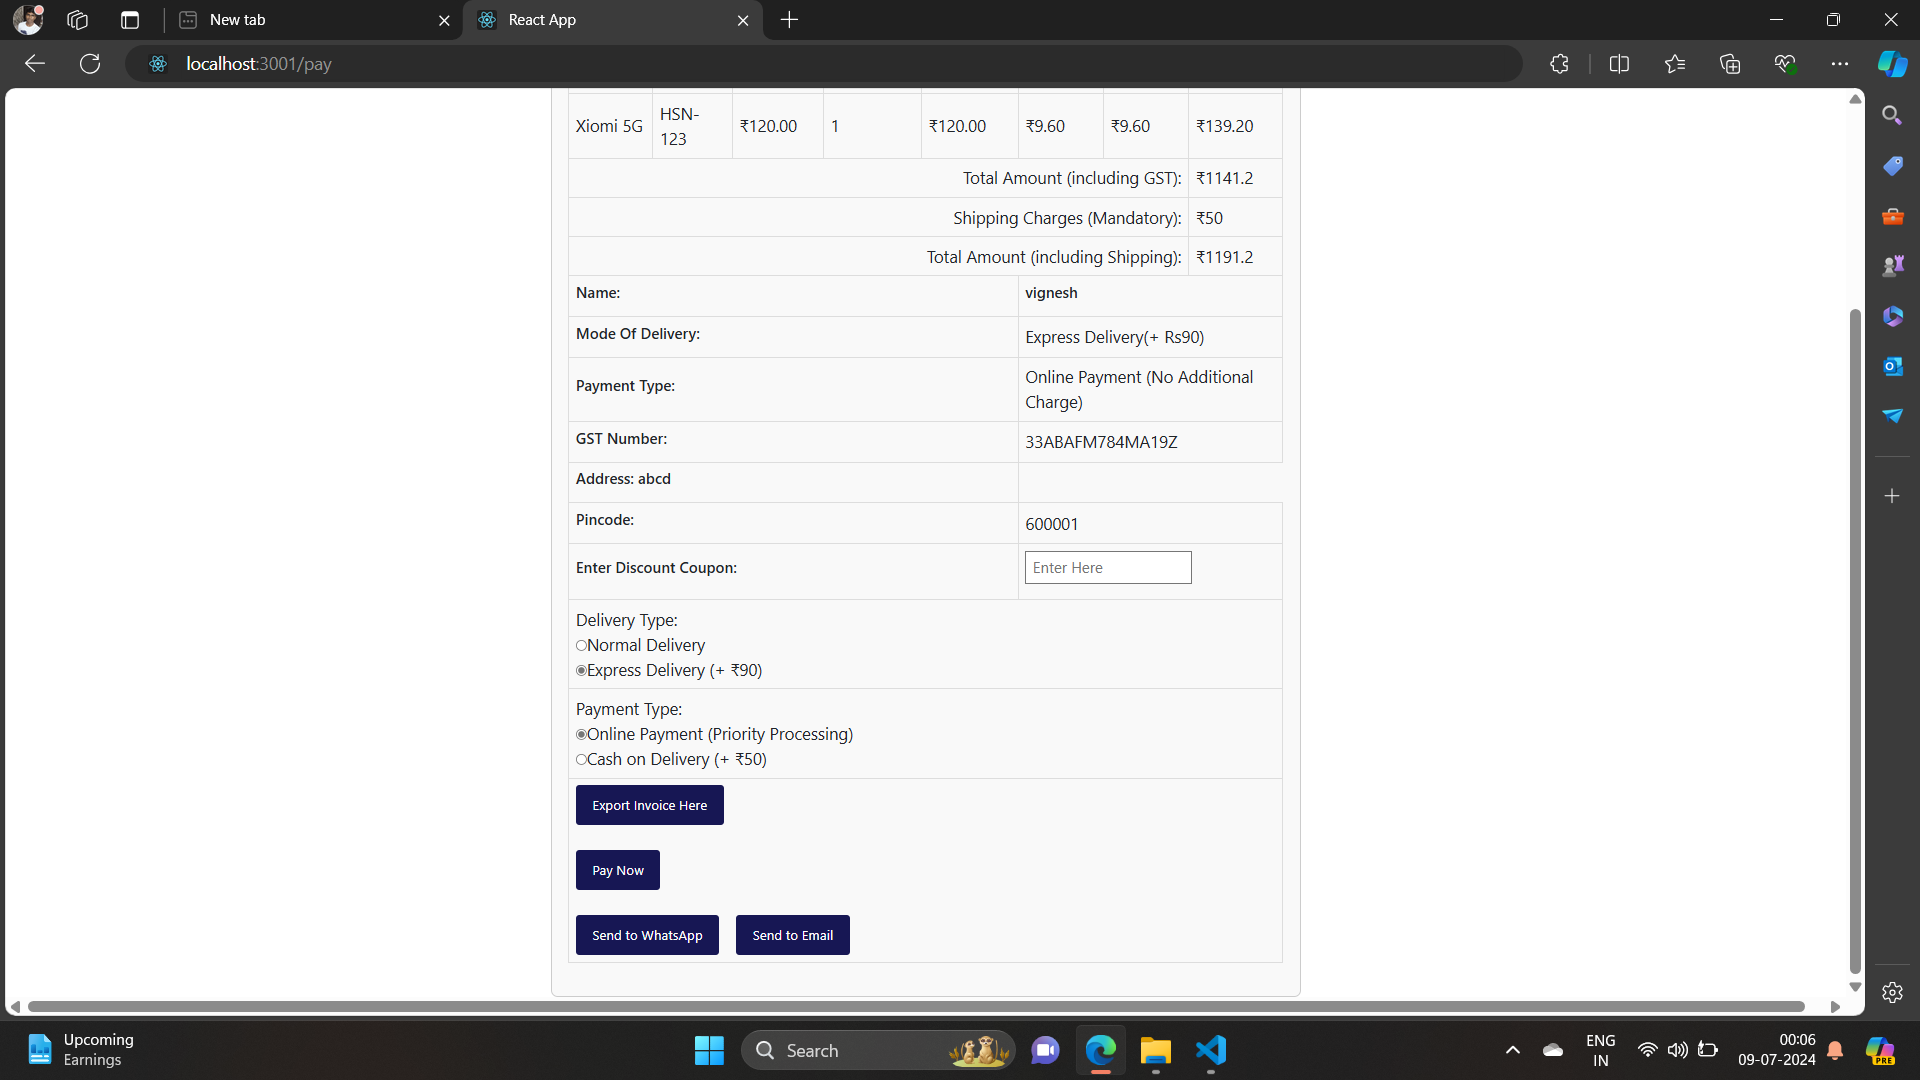 New tab
React App
localhost:3001/pay
Xiomi 5G HSN-123 ₹120.00 1 ₹120.00 ₹9.60 ₹9.60 ₹139.20
Total Amount (including GST): ₹1141.2
Shipping Charges (Mandatory): ₹50
Total Amount (including Shipping): ₹1191.2
Name: vignesh
Mode Of Delivery: Express Delivery(+ Rs90)
Payment Type: Online Payment (No Additional
Charge)
GST Number: 33ABAFM784MA19Z
Address: abcd
Pincode: 600001
Enter Discount Coupon: Enter Here
Delivery Type:
Normal Delivery
Express Delivery (+ ₹90)
Payment Type:
Online Payment (Priority Processing)
Cash on Delivery (+ ₹50)
Export Invoice Here
Pay Now
Send to WhatsApp Send to Email
Upcoming
Earnings
Search
ENG
IN
00:06
09-07-2024
PRE